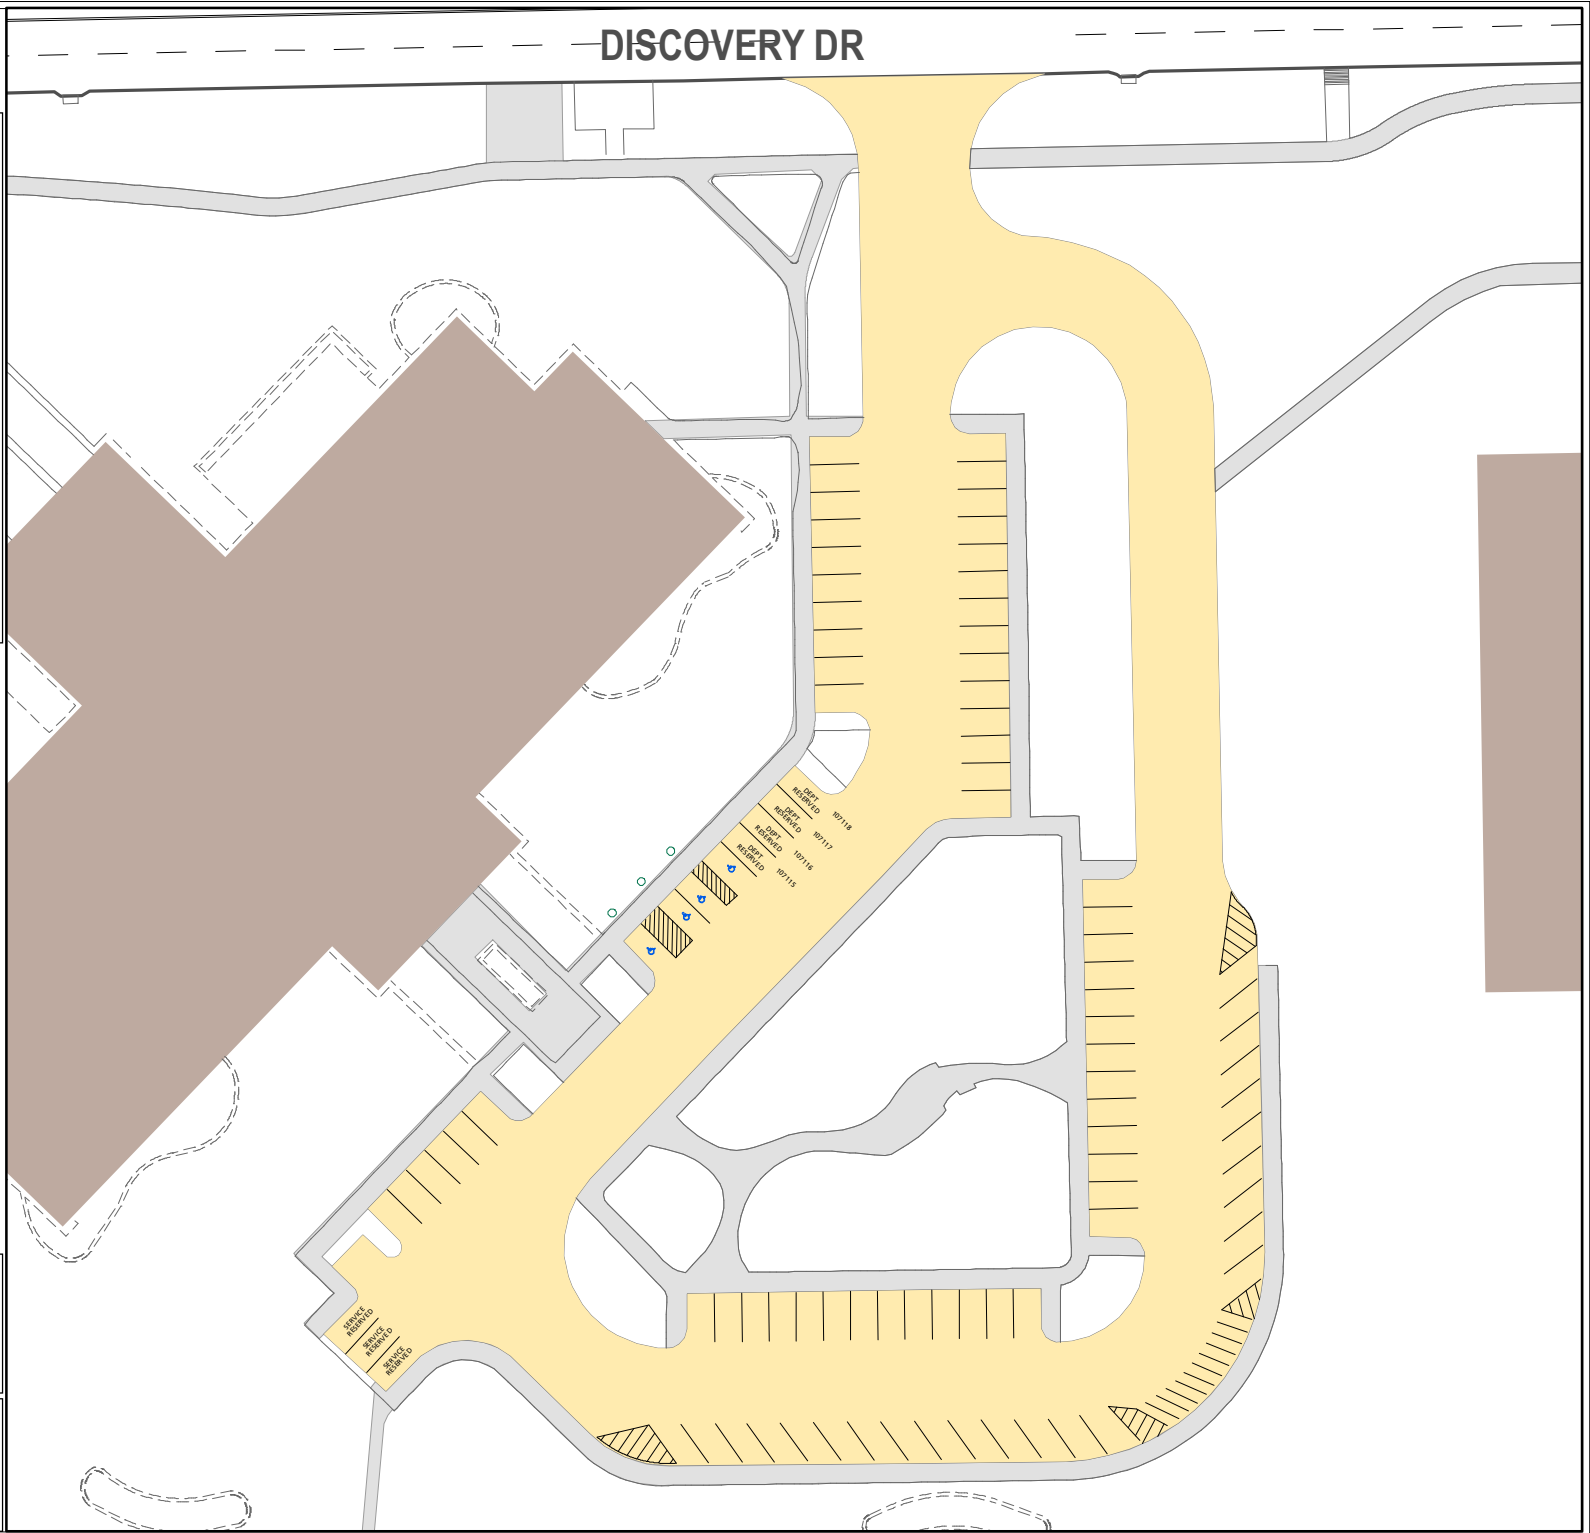 DISCOVERY DR
DEPT
RESERVED
107118
DEPT
RESERVED
107117
DEPT
RESERVED
107116
DEPT
RESERVED
107115
SERVICE
RESERVED
SERVICE
RESERVED
SERVICE
RESERVED